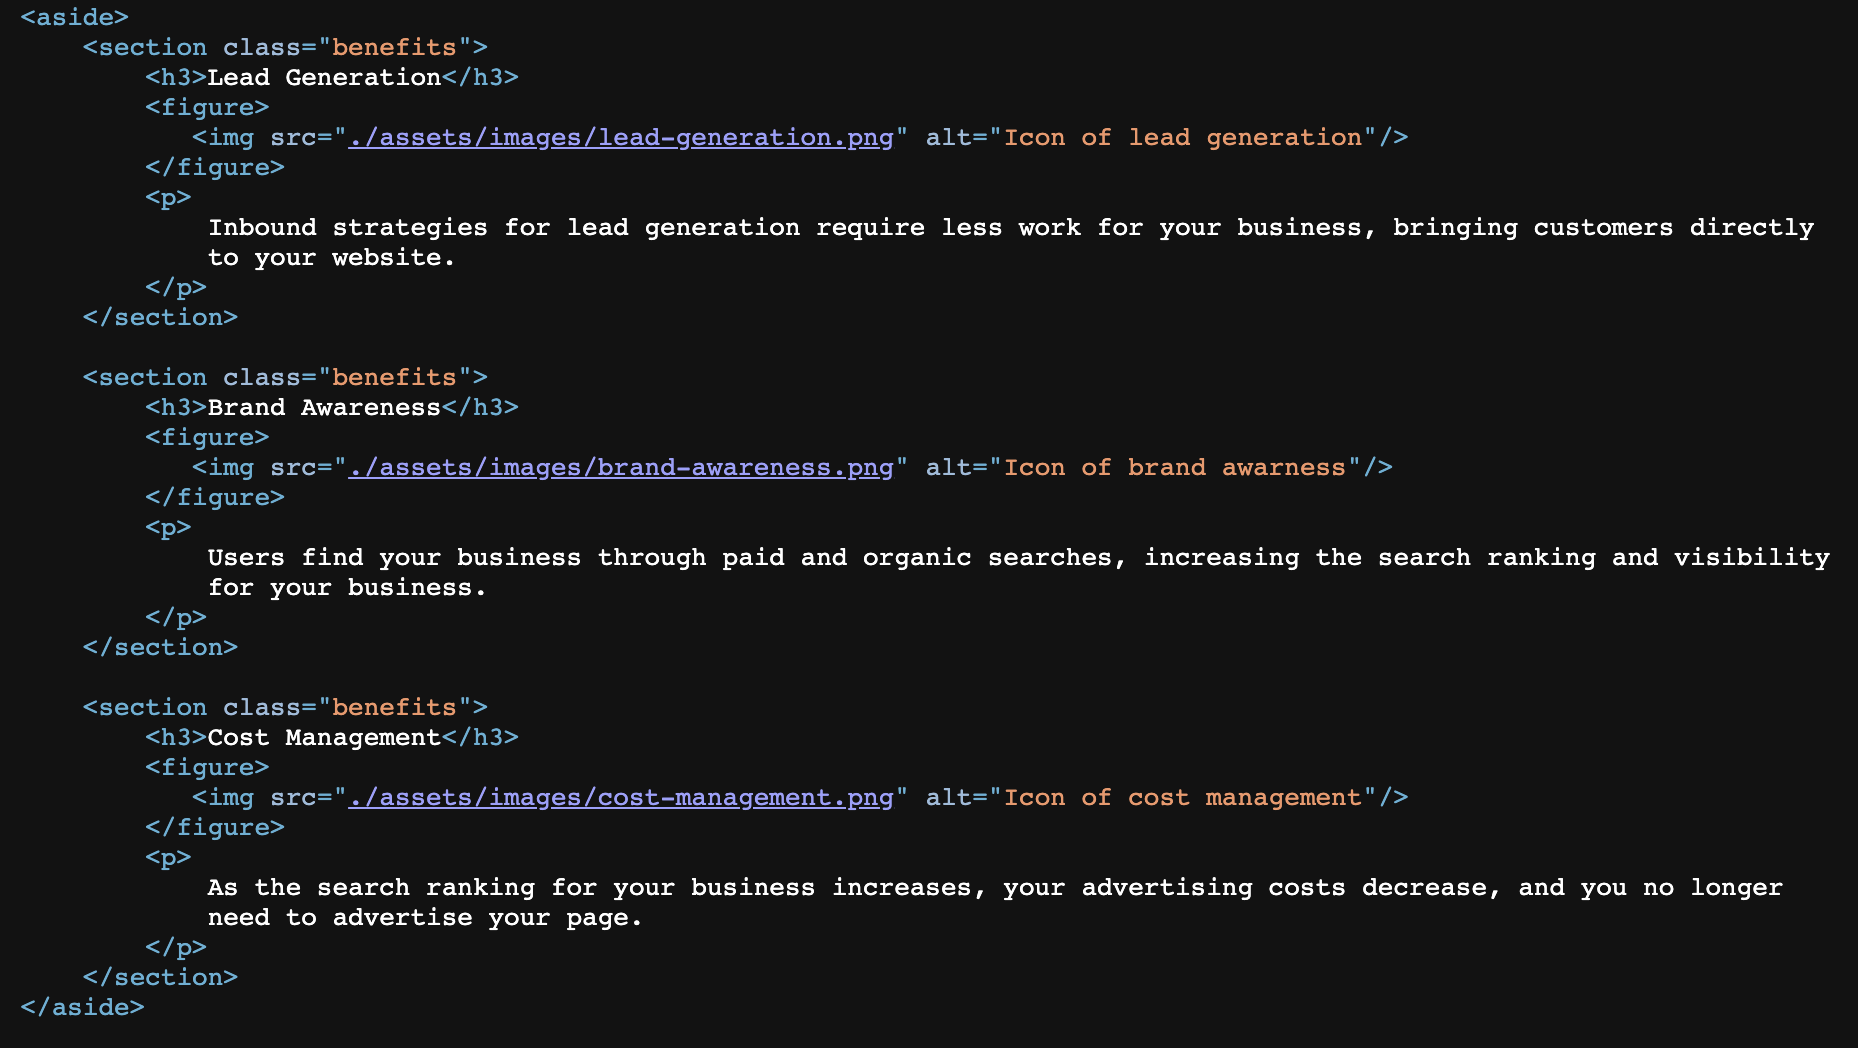 <aside>
<section class="benefits">
<h3>Lead Generation</h3>
<figure>
<img src="./assets/images/lead-generation.png" alt="Icon of lead generation"/>
</figure>
<p>
Inbound strategies for lead generation require less work for your business, bringing customers directly
to your website.
</p>
</section>
<section class="benefits">
<h3>Brand Awareness</h3>
<figure>
<img src="./assets/images/brand-awareness.png" alt="Icon of brand awarness"/>
</figure>
<p>
Users find your business through paid and organic searches, increasing the search ranking and visibility
for your business.
</p>
</section>
<section class="benefits">
<h3>Cost Management</h3>
<figure>
<img src="./assets/images/cost-management.png" alt="Icon of cost management"/>
</figure>
<p>
As the search ranking for your business increases, your advertising costs decrease, and you no longer
need to advertise your page.
</p>
</section>
</aside>